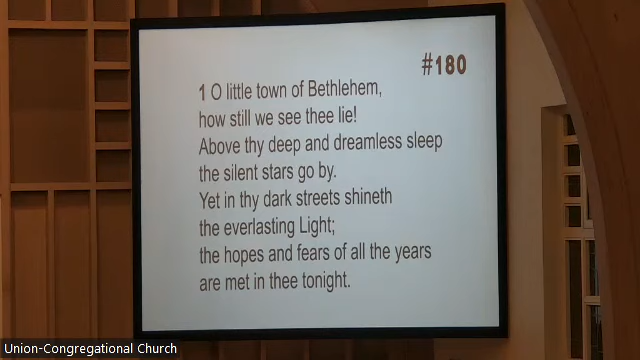 #180
1 O little town of Bethlehem,
how still we see thee lie!
Above thy deep and dreamless sleep
the silent stars go by.
Yet in thy dark streets shineth
the everlasting Light;
the hopes and fears of all the years
are met in thee tonight.
Union-Congregational Church